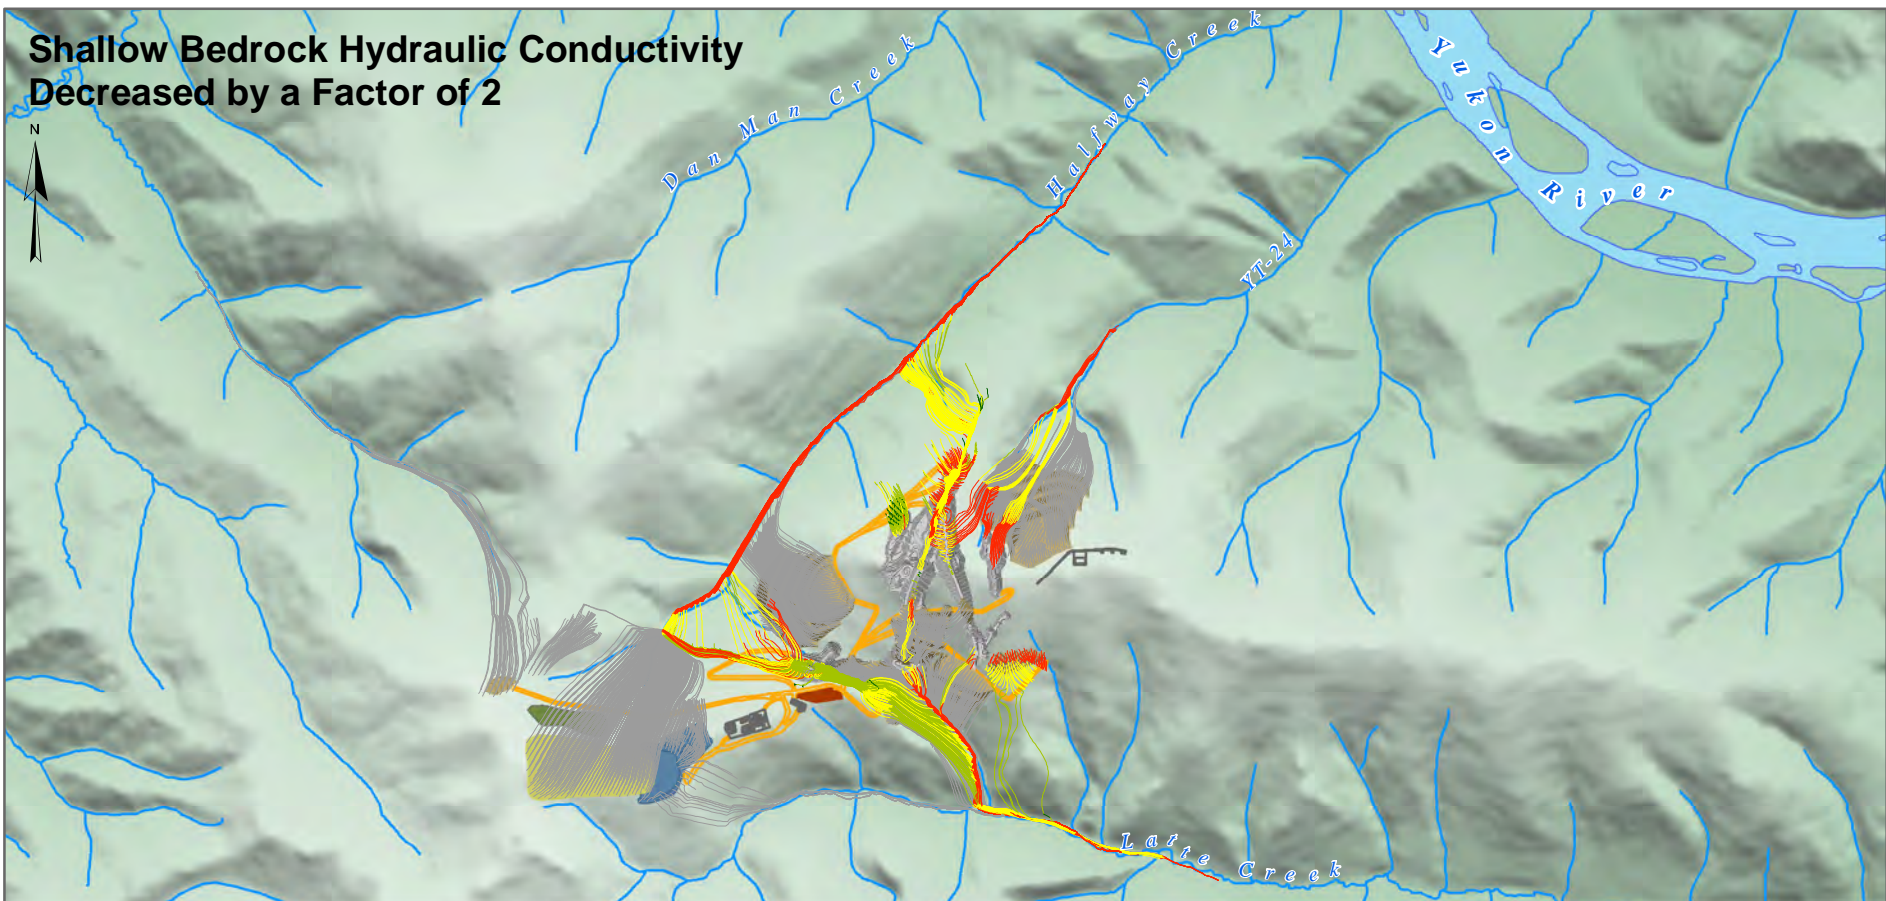 Shallow Bedrock Hydraulic Conductivity
Decreased by a Factor of 2
N
Dan Man Creek
Halfway Creek
Yukon River
YT-24
Latte Creek